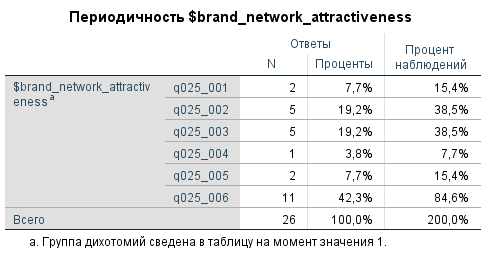 Периодичность $brand_network_attractiveness
Ответы
Процент
наблюдений
N Проценты
$brand_network_attractiv
eness a
q025_001 2 7,7% 15,4%
q025_002 5 19,2% 38,5%
q025_003 5 19,2% 38,5%
q025_004 1 3,8% 7,7%
q025_005 2 7,7% 15,4%
q025_006 11 42,3% 84,6%
Всего 26 100,0% 200,0%
a. Группа дихотомий сведена в таблицу на момент значения 1.